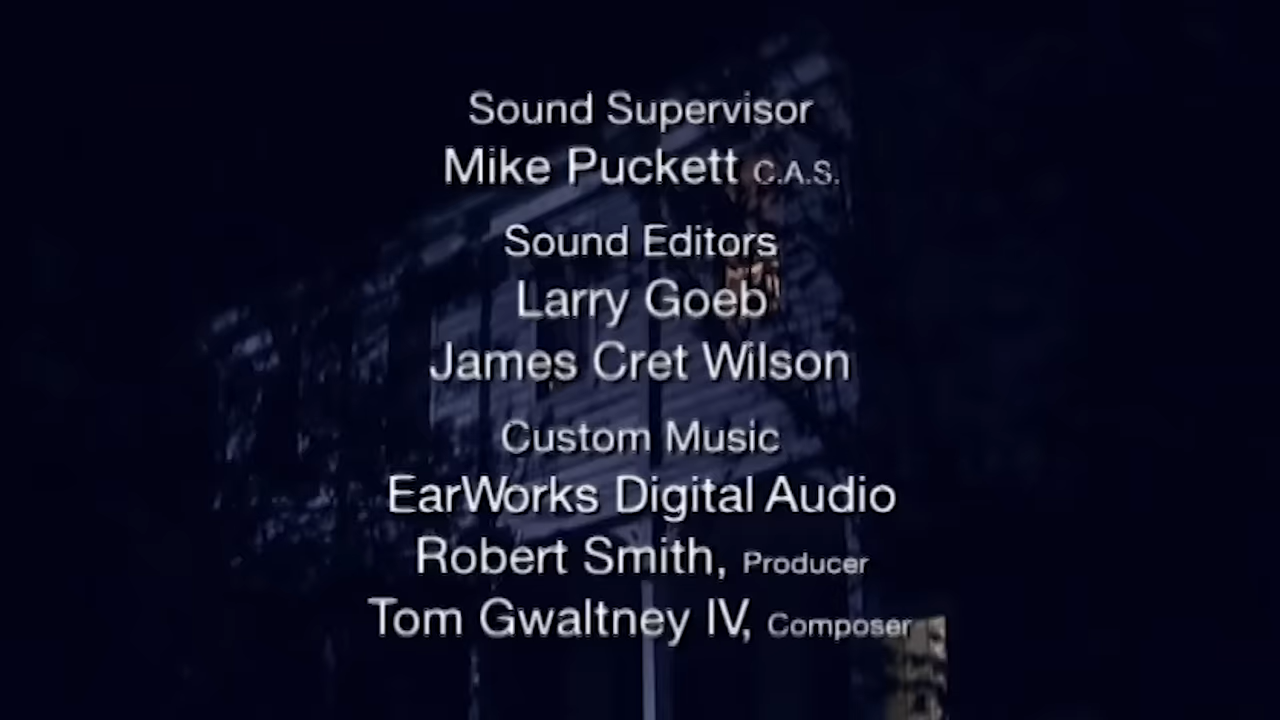 Sound Supervisor
Mike Puckett C.A.S.
Sound Editors
Larry Goeb
James Cret Wilson
Custom Music
EarWorks Digital Audio
Robert Smith, Producer
Tom Gwaltney IV, Composer